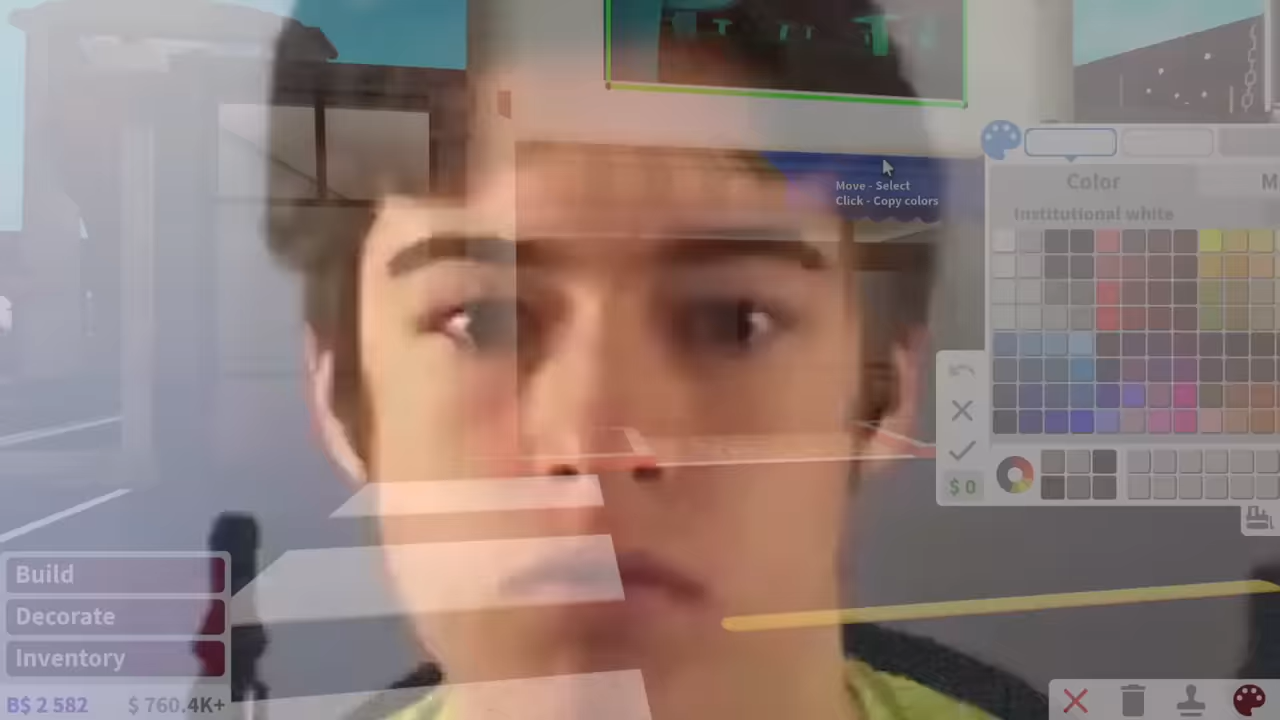 Move - Select
Click - Copy colors
Color
M
Institutional white
$ 0
Build
Decorate
Inventory
B$ 2 582
$ 760.4K+